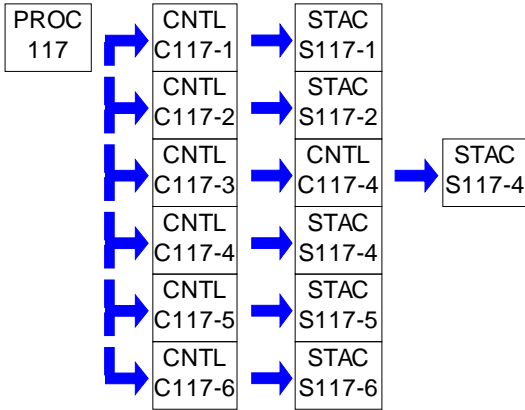 PROC
117
CNTL
C117-1
STAC
S117-1
CNTL
C117-2
STAC
S117-2
CNTL
C117-3
CNTL
C117-4
STAC
S117-4
CNTL
C117-4
STAC
S117-4
CNTL
C117-5
STAC
S117-5
CNTL
C117-6
STAC
S117-6